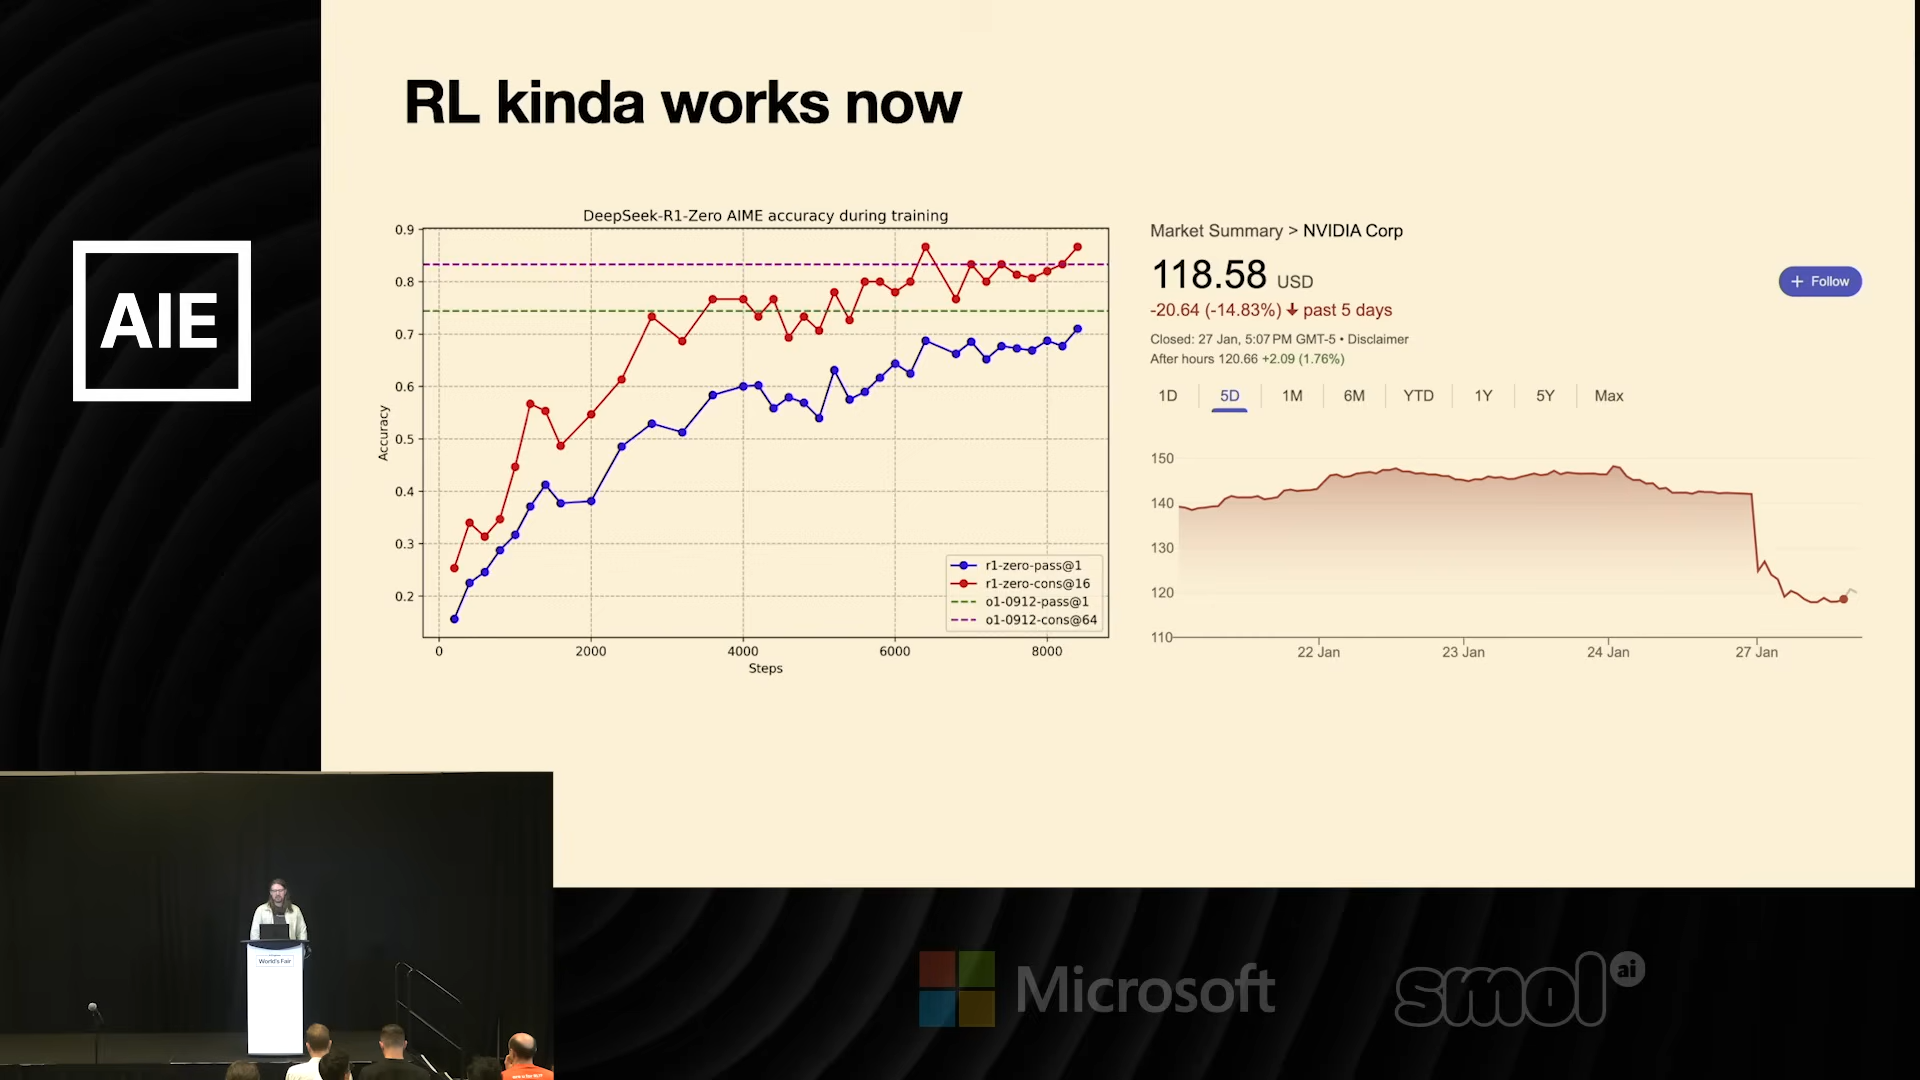 RL kinda works now
AIE
DeepSeek-R1-Zero AIME accuracy during training
0.9
0.8
0.7
0.6
0.5
0.4
0.3
0.2
Accuracy
0 2000 4000 6000 8000
Steps
r1-zero-pass@1
r1-zero-cons@16
o1-0912-pass@1
o1-0912-cons@64
Market Summary > NVIDIA Corp
118.58 USD
+ Follow
-20.64 (-14.83%) ↓ past 5 days
Closed: 27 Jan, 5:07 PM GMT-5 • Disclaimer
After hours 120.66 +2.09 (1.76%)
1D 5D 1M 6M YTD 1Y 5Y Max
150
140
130
120
110
22 Jan 23 Jan 24 Jan 27 Jan
World's Fair
Microsoft
smol ai